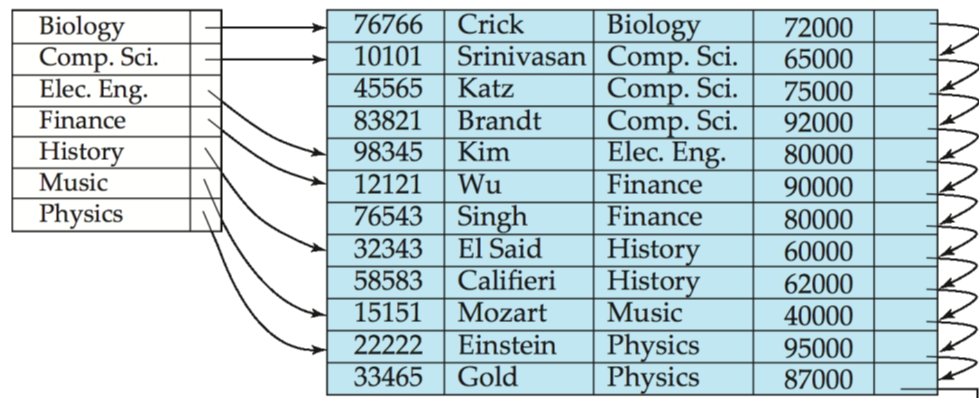 Biology
Comp. Sci.
Elec. Eng.
Finance
History
Music
Physics
76766 Crick Biology 72000
10101 Srinivasan Comp. Sci. 65000
45565 Katz Comp. Sci. 75000
83821 Brandt Comp. Sci. 92000
98345 Kim Elec. Eng. 80000
12121 Wu Finance 90000
76543 Singh Finance 80000
32343 El Said History 60000
58583 Califieri History 62000
15151 Mozart Music 40000
22222 Einstein Physics 95000
33465 Gold Physics 87000